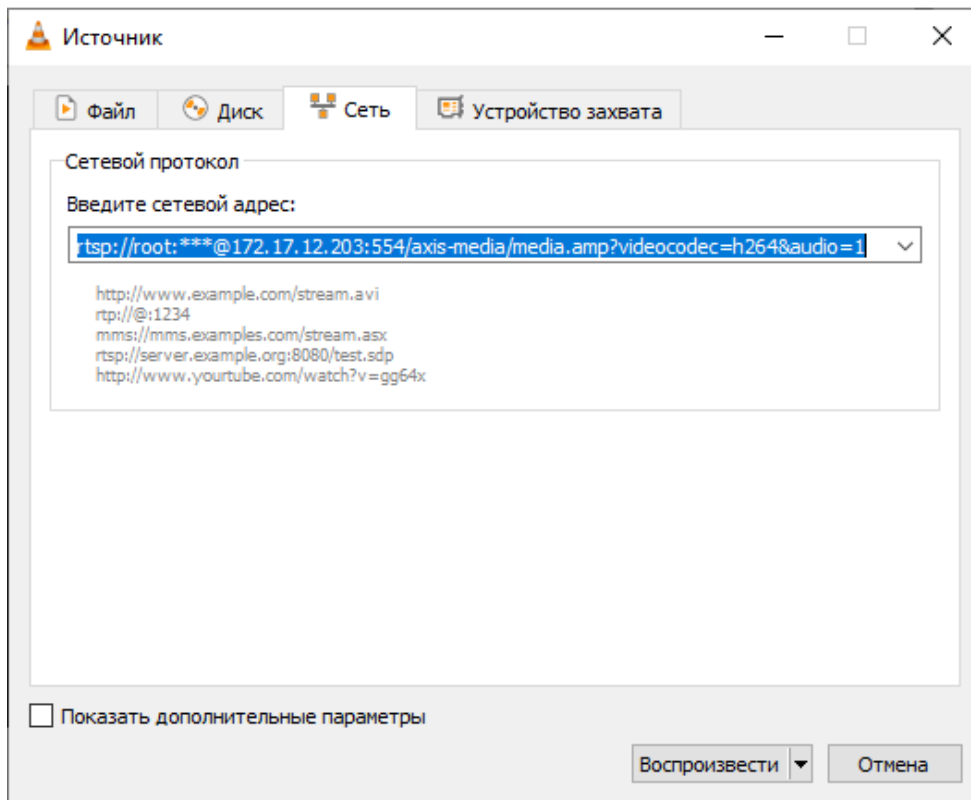 Источник
Файл Диск Сеть Устройство захвата
Сетевой протокол
Введите сетевой адрес:
rtsp://root:***@172.17.12.203:554/axis-media/media.amp?videocodec=h264&audio=1
http://www.example.com/stream.avi
rtp://@:1234
mms://mms.examples.com/stream.asx
rtsp://server.example.org:8080/test.sdp
http://www.yourtube.com/watch?v=gg64x
Показать дополнительные параметры
Воспроизвести Отмена